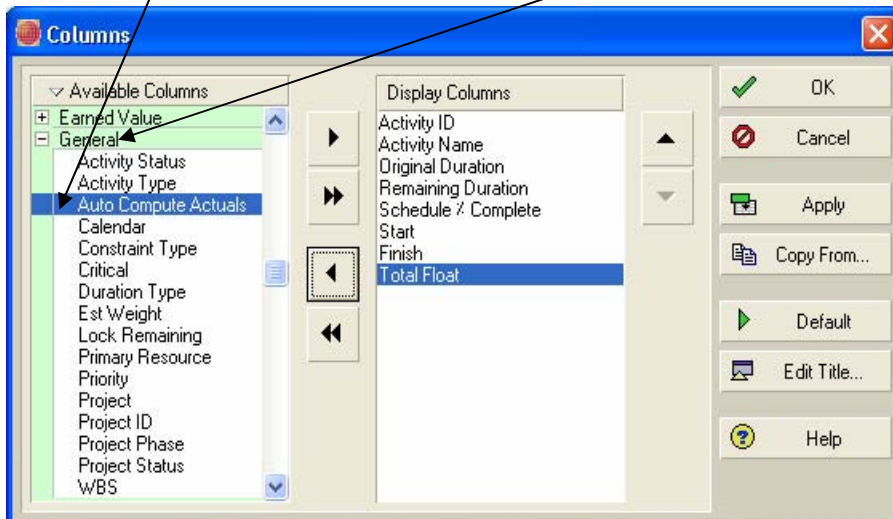 Columns
Available Columns
Earned Value
General
Activity Status
Activity Type
Auto Compute Actuals
Calendar
Constraint Type
Critical
Duration Type
Est Weight
Lock Remaining
Primary Resource
Priority
Project
Project ID
Project Phase
Project Status
WBS
Display Columns
Activity ID
Activity Name
Original Duration
Remaining Duration
Schedule % Complete
Start
Finish
Total Float
OK
Cancel
Apply
Copy From...
Default
Edit Title...
Help